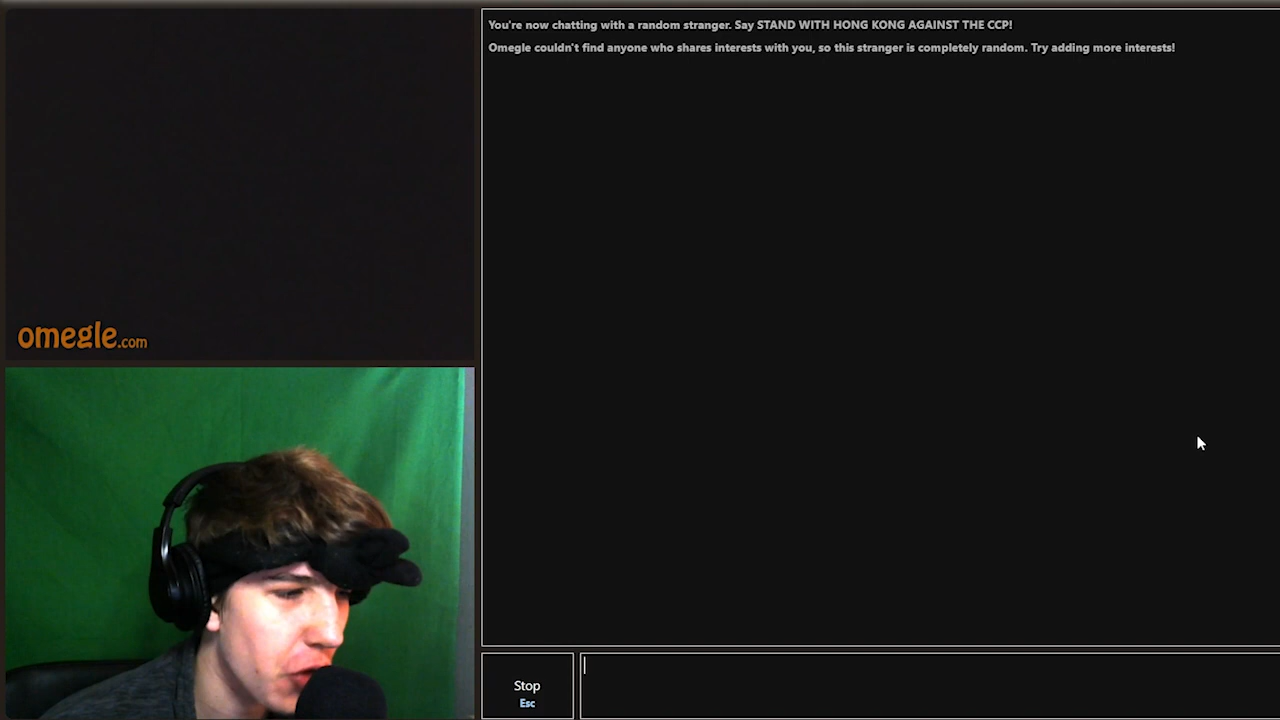 You're now chatting with a random stranger. Say STAND WITH HONG KONG AGAINST THE CCP!
Omegle couldn't find anyone who shares interests with you, so this stranger is completely random. Try adding more interests!
omegle.com
Stop
Esc